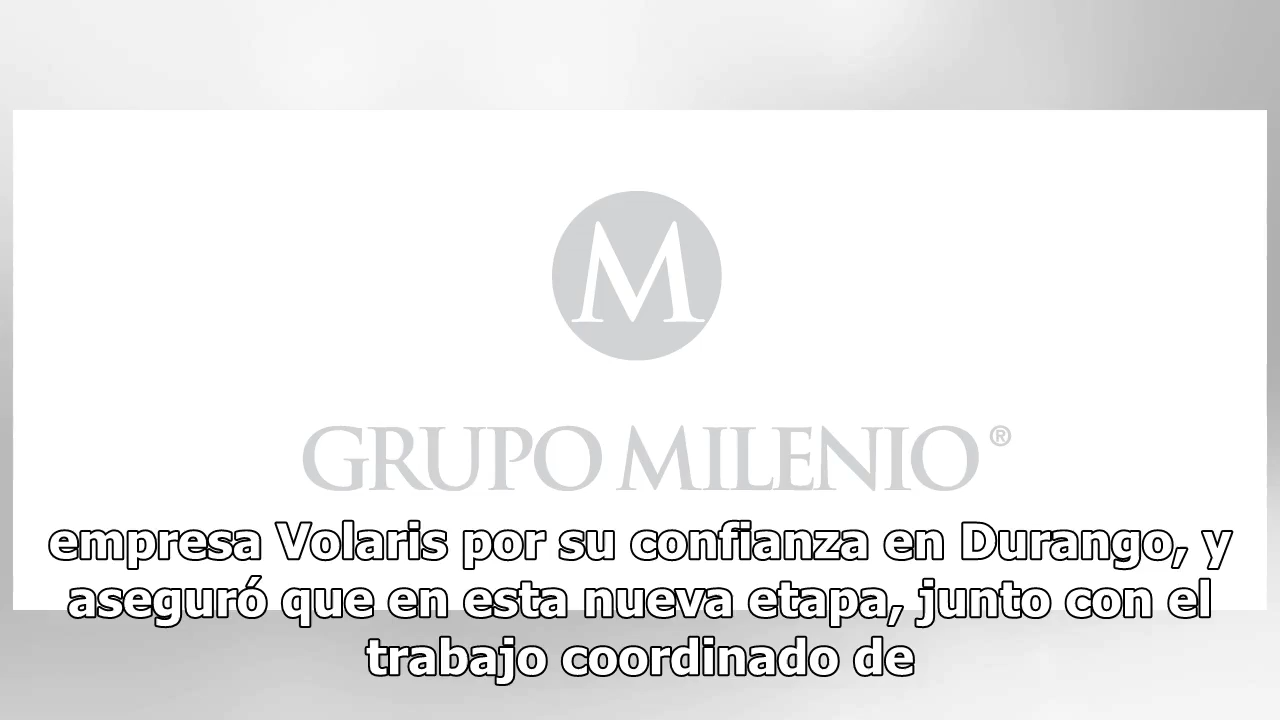 M
GRUPO MILENIO®
empresa Volaris por su confianza en Durango, y
aseguró que en esta nueva etapa, junto con el
trabajo coordinado de